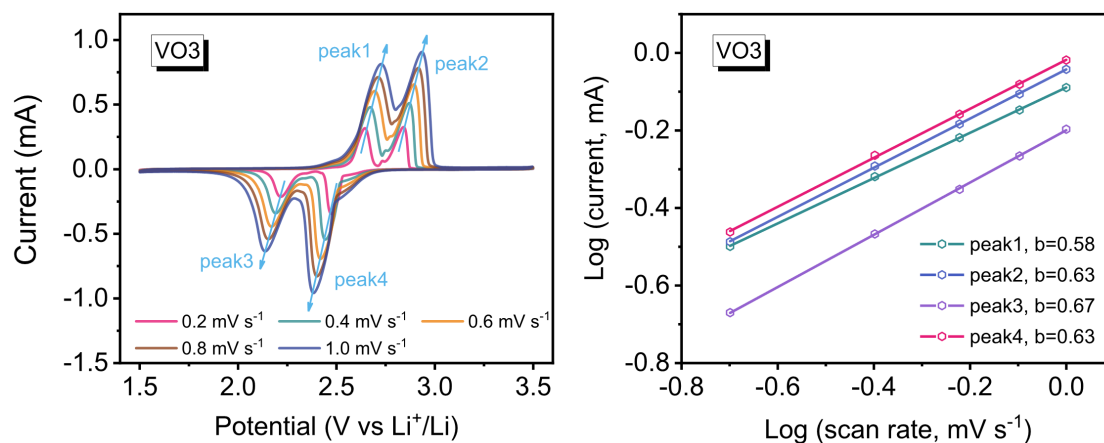 VO3
peak1
peak2
peak3
peak4
1.0
0.5
0.0
-0.5
-1.0
-1.5
Current (mA)
0.2 mV s⁻¹
0.4 mV s⁻¹
0.6 mV s⁻¹
0.8 mV s⁻¹
1.0 mV s⁻¹
1.5 2.0 2.5 3.0 3.5
Potential (V vs Li⁺/Li)
VO3
0.0
-0.2
-0.4
-0.6
-0.8
Log (current, mA)
peak1, b=0.58
peak2, b=0.63
peak3, b=0.67
peak4, b=0.63
-0.8 -0.6 -0.4 -0.2 0.0
Log (scan rate, mV s⁻¹)